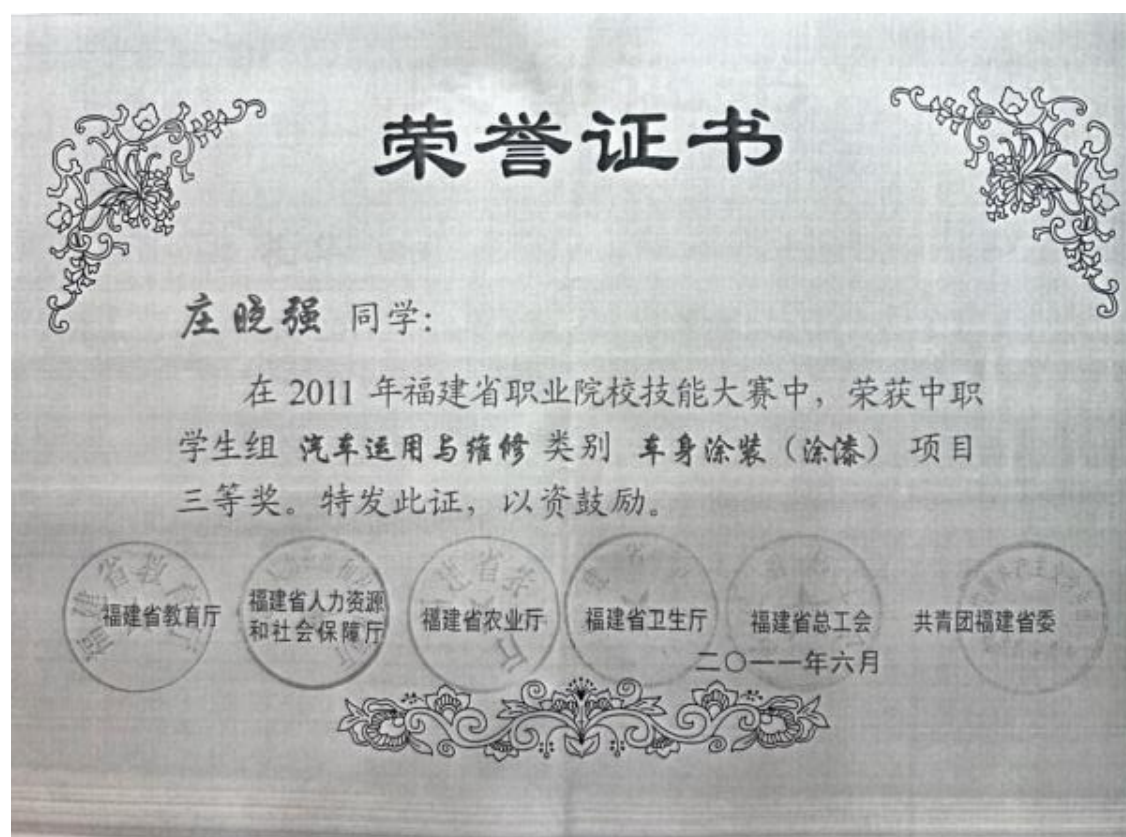 荣誉证书
庄晓强 同学:
在 2011 年福建省职业院校技能大赛中，荣获中职
学生组 汽车运用与维修 类别 车身涂装（涂漆）项目
三等奖。特发此证，以资鼓励。
福建省教育厅 福建省人力资源和社会保障厅 福建省农业厅 福建省卫生厅 福建省总工会 共青团福建省委
二〇一一年六月